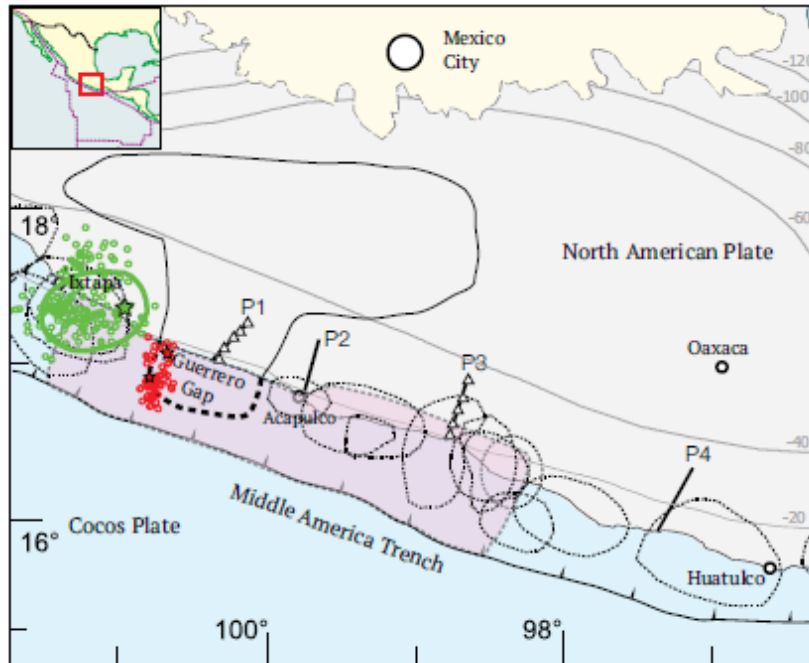 Mexico
City
-120
-100
-80
-60
18°
North American Plate
Ixtapa
P1
P2
Guerrero
Gap
P3
Oaxaca
Acapulco
-40
P4
Middle America Trench
Cocos Plate
-20
16°
Huatulco
100°
98°